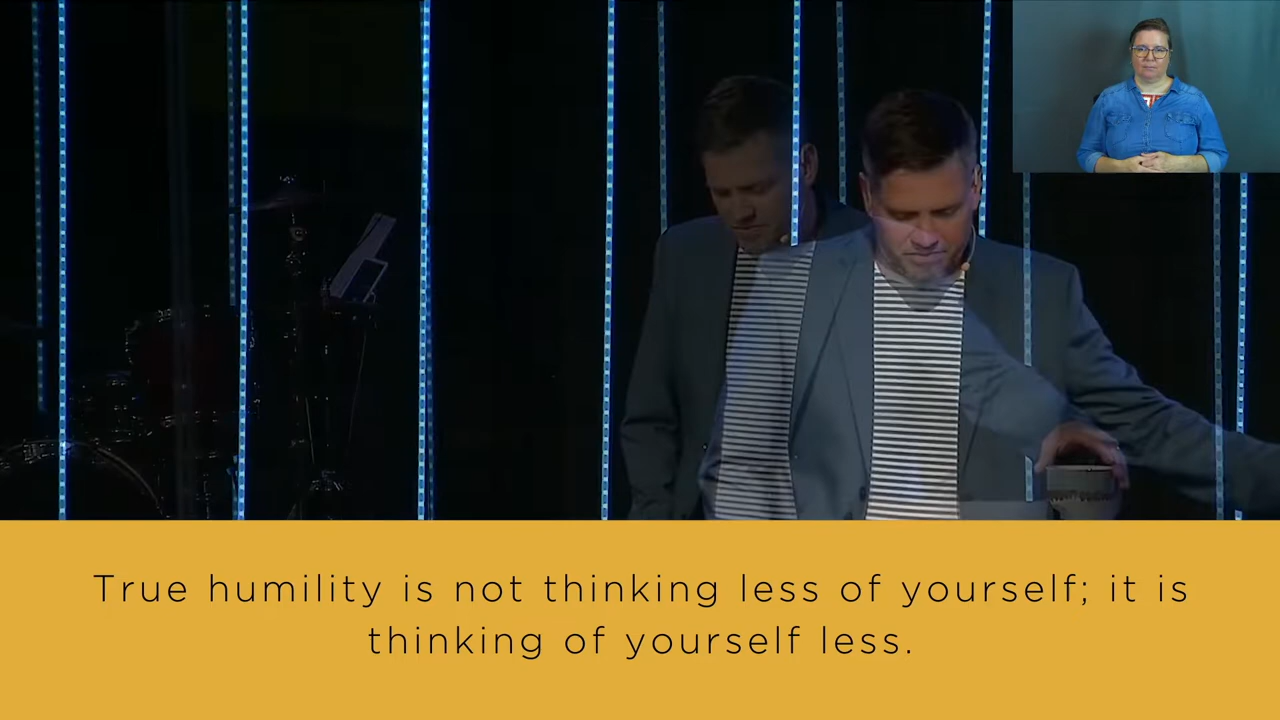 True humility is not thinking less of yourself; it is
thinking of yourself less.